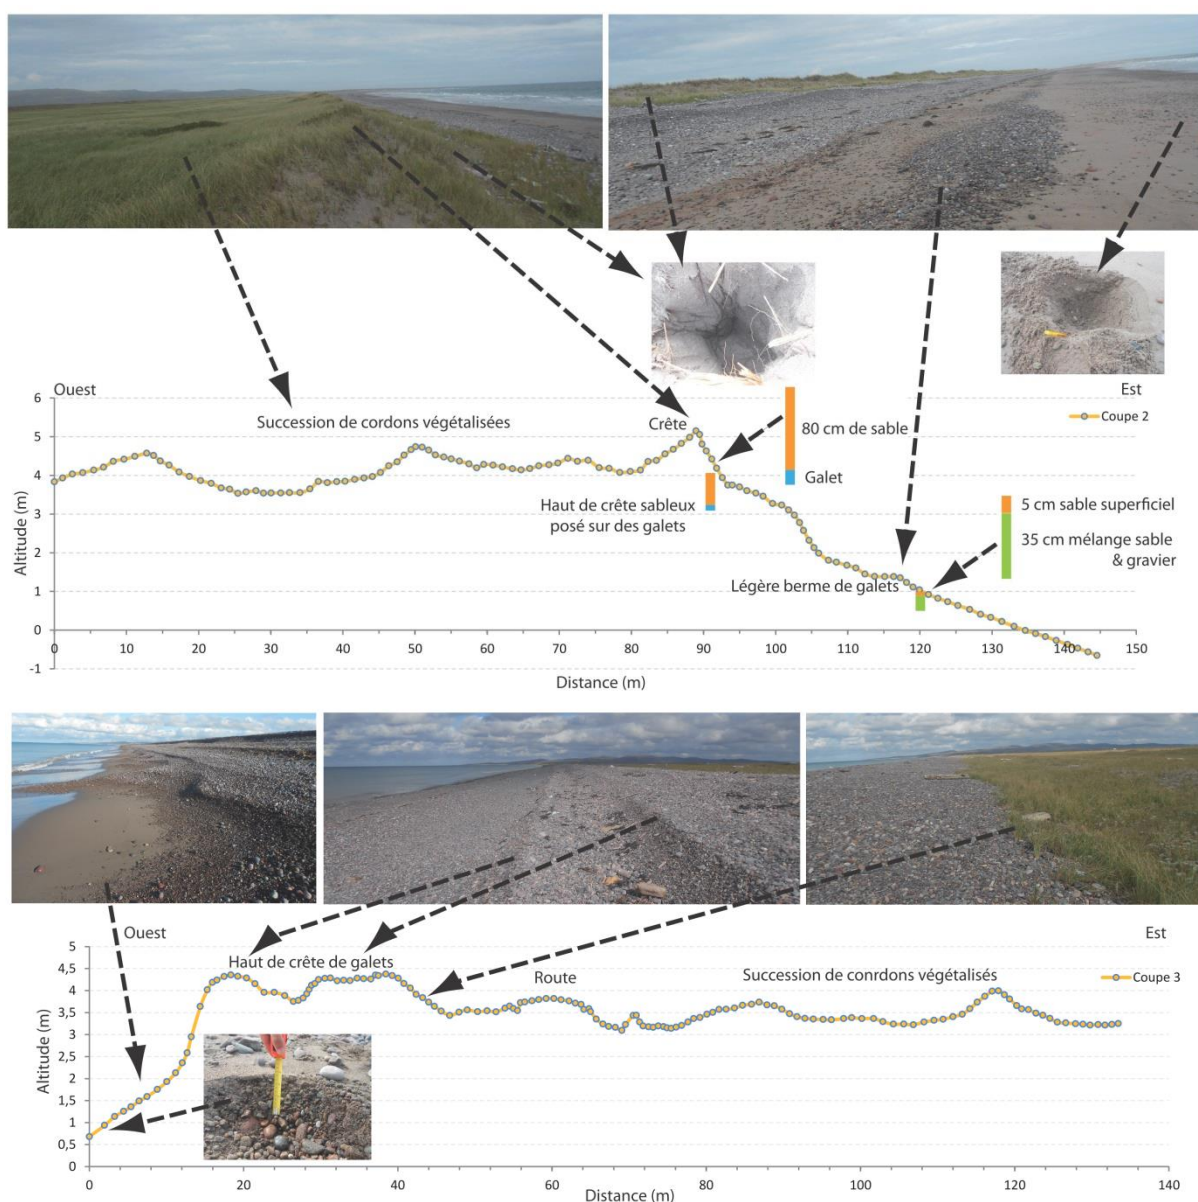 Ouest
Est
Coupe 2
Succession de cordons végétalisées
Crête
80 cm de sable
Galet
Haut de crête sableux
posé sur des galets
5 cm sable superficiel
35 cm mélange sable
& gravier
Légère berme de galets
Altitude (m)
6
5
4
3
2
1
0
-1
0 10 20 30 40 50 60 70 80 90 100 110 120 130 140 150
Distance (m)
Ouest
Est
Coupe 3
Haut de crête de galets
Route
Succession de conrdons végétalisés
Altitude (m)
5
4,5
4
3,5
3
2,5
2
1,5
1
0,5
0
0 20 40 60 80 100 120 140
Distance (m)